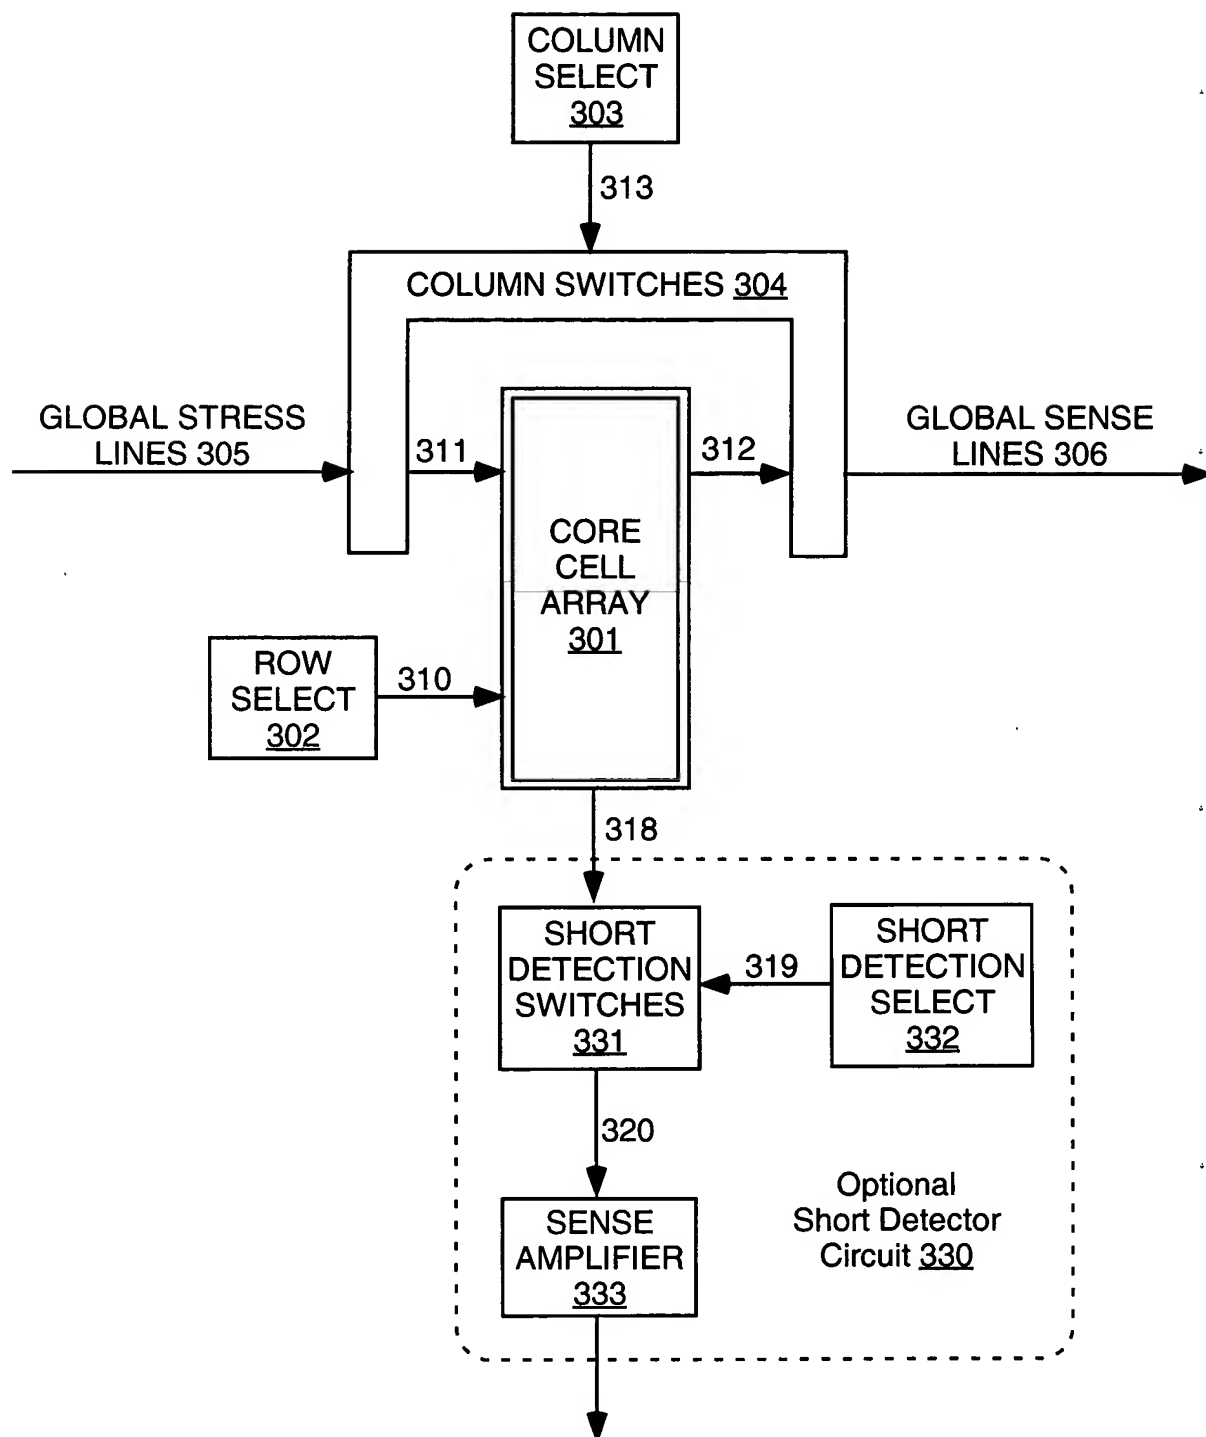 COLUMN
SELECT
303
313
COLUMN SWITCHES 304
GLOBAL STRESS
LINES 305
311
312
GLOBAL SENSE
LINES 306
CORE
CELL
ARRAY
301
ROW
SELECT
302
310
318
SHORT
DETECTION
SWITCHES
331
319
SHORT
DETECTION
SELECT
332
320
SENSE
AMPLIFIER
333
Optional
Short Detector
Circuit 330